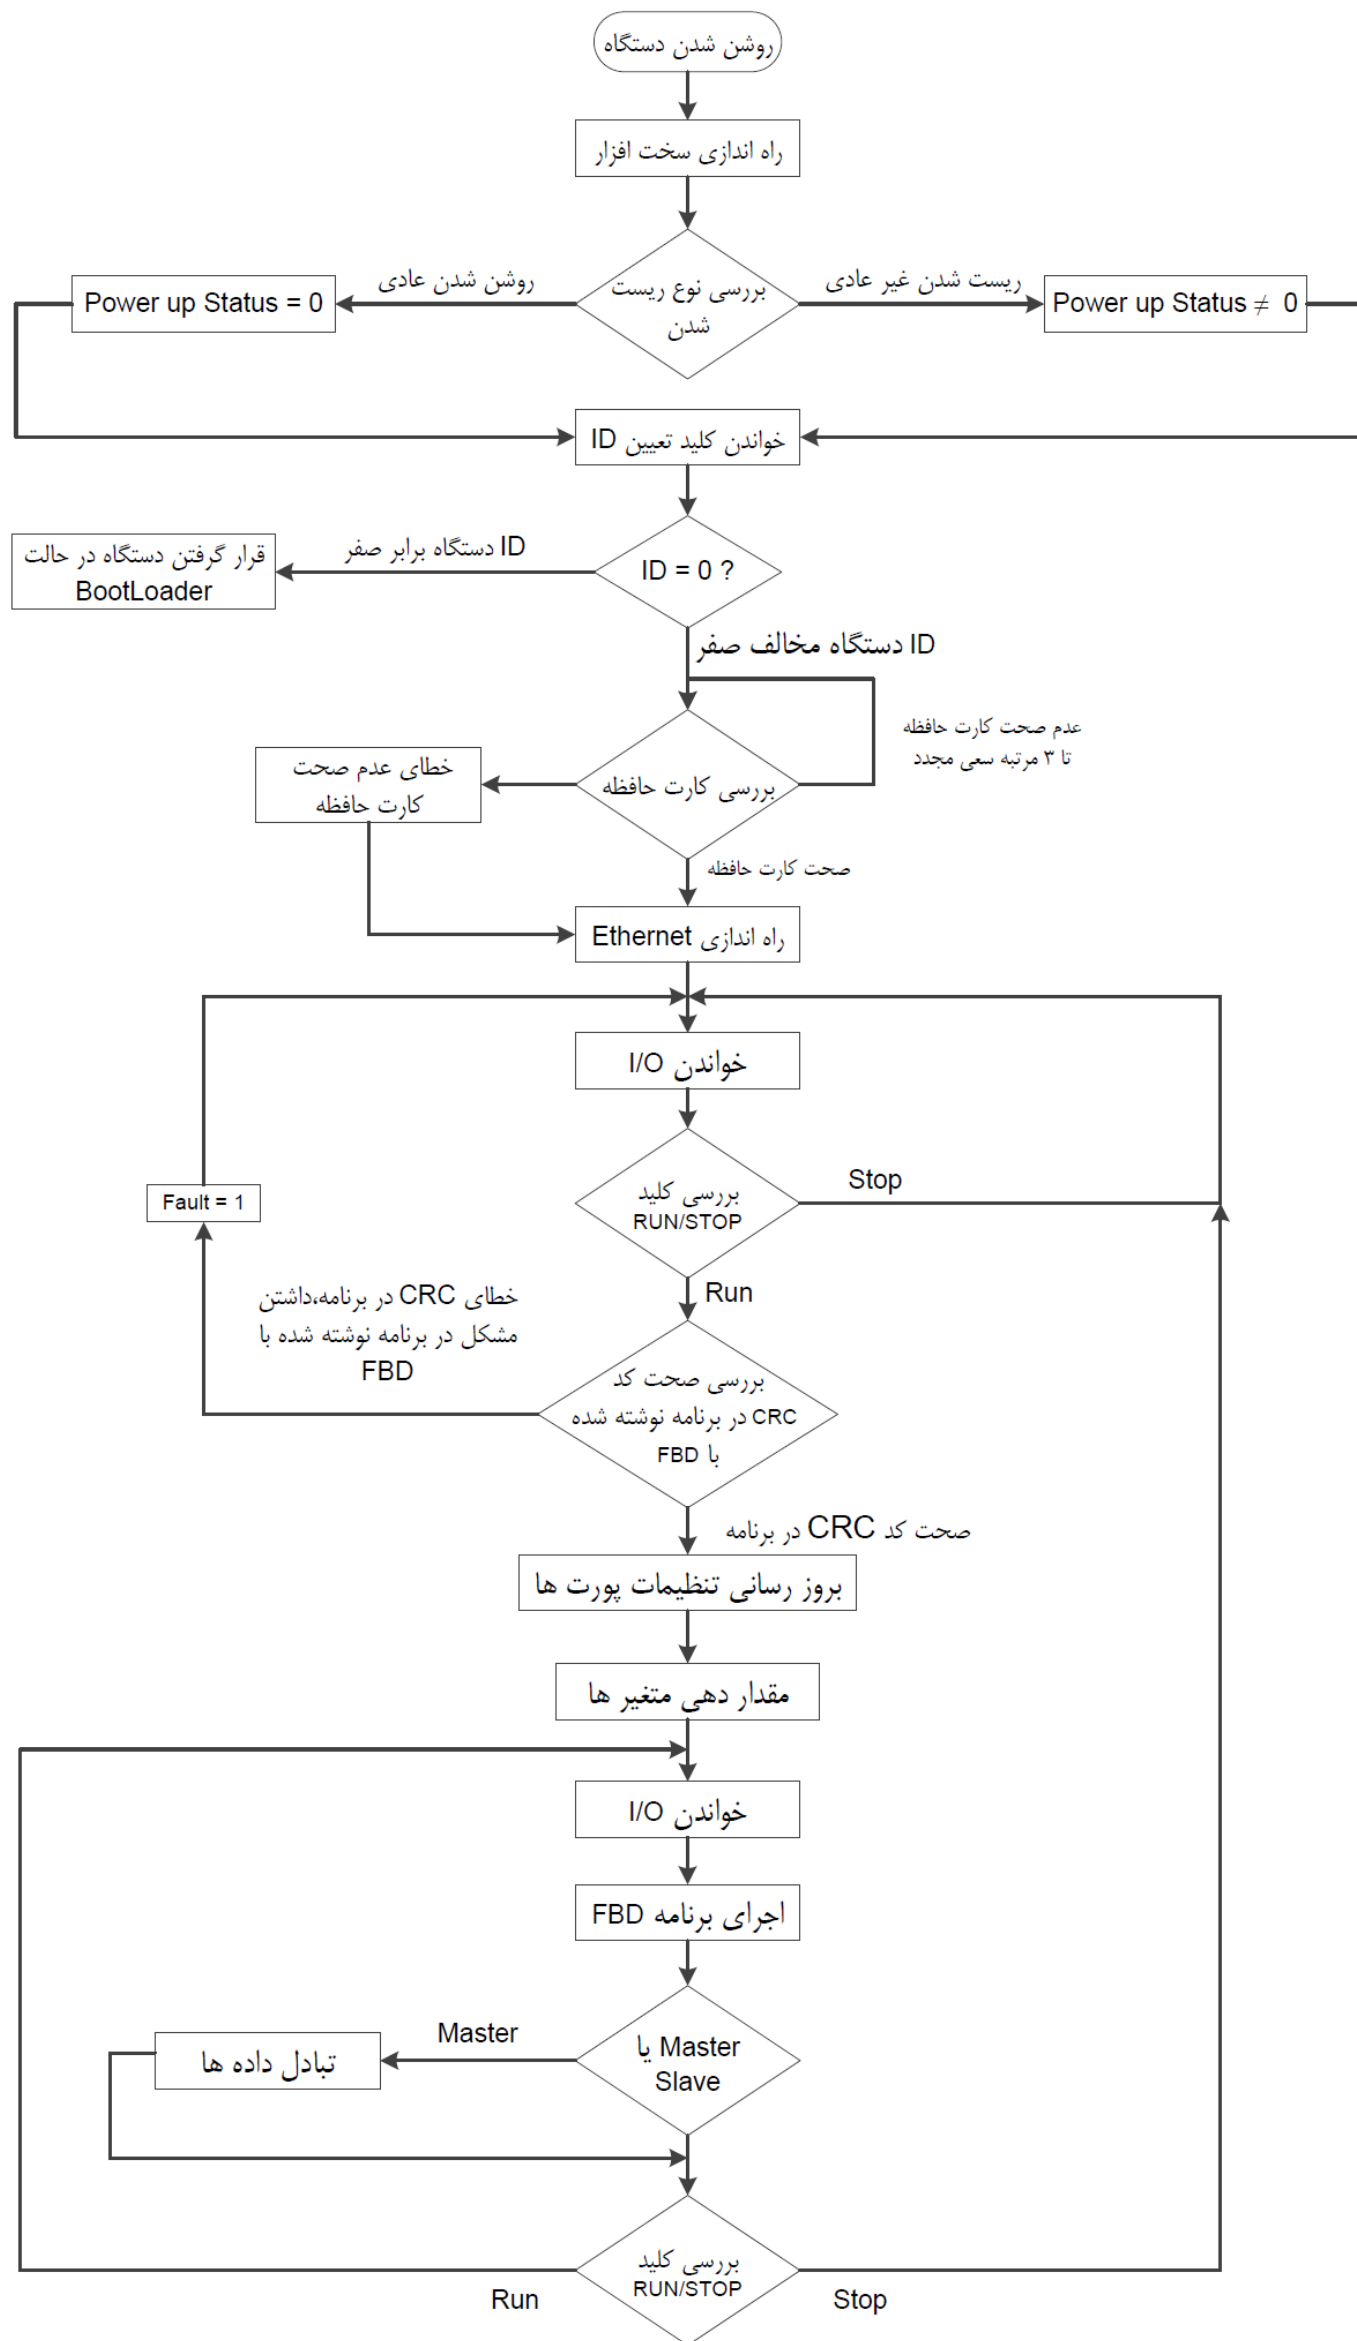 روشن شدن دستگاه
راه اندازی سخت افزار
روشن شدن عادی
ریست شدن غیر عادی
Power up Status = 0
بررسی نوع ریست
شدن
Power up Status ≠ 0
خواندن کلید تعیین ID
قرار گرفتن دستگاه در حالت
BootLoader
ID دستگاه برابر صفر
ID = 0 ?
ID دستگاه مخالف صفر
عدم صحت کارت حافظه
تا ۳ مرتبه سعی مجدد
خطای عدم صحت
کارت حافظه
بررسی کارت حافظه
صحت کارت حافظه
راه اندازی Ethernet
خواندن I/O
Stop
بررسی کلید
RUN/STOP
Fault = 1
Run
خطای CRC در برنامه،داشتن
مشکل در برنامه نوشته شده با
FBD
بررسی صحت کد
CRC در برنامه نوشته شده
با FBD
صحت کد CRC در برنامه
بروز رسانی تنظیمات پورت ها
مقدار دهی متغیر ها
خواندن I/O
اجرای برنامه FBD
Master
Master یا
Slave
تبادل داده ها
بررسی کلید
RUN/STOP
Run
Stop